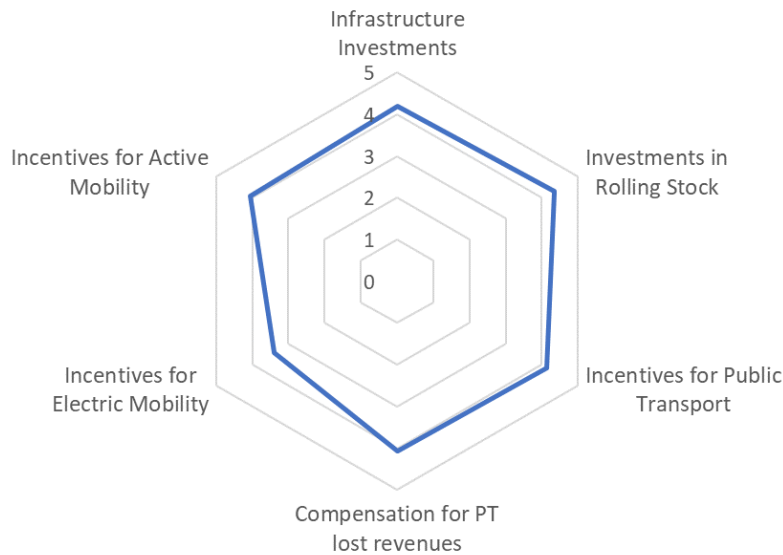 Infrastructure
Investments
5
4
3
2
1
0
Incentives for Active
Mobility
Investments in
Rolling Stock
Incentives for
Electric Mobility
Incentives for Public
Transport
Compensation for PT
lost revenues